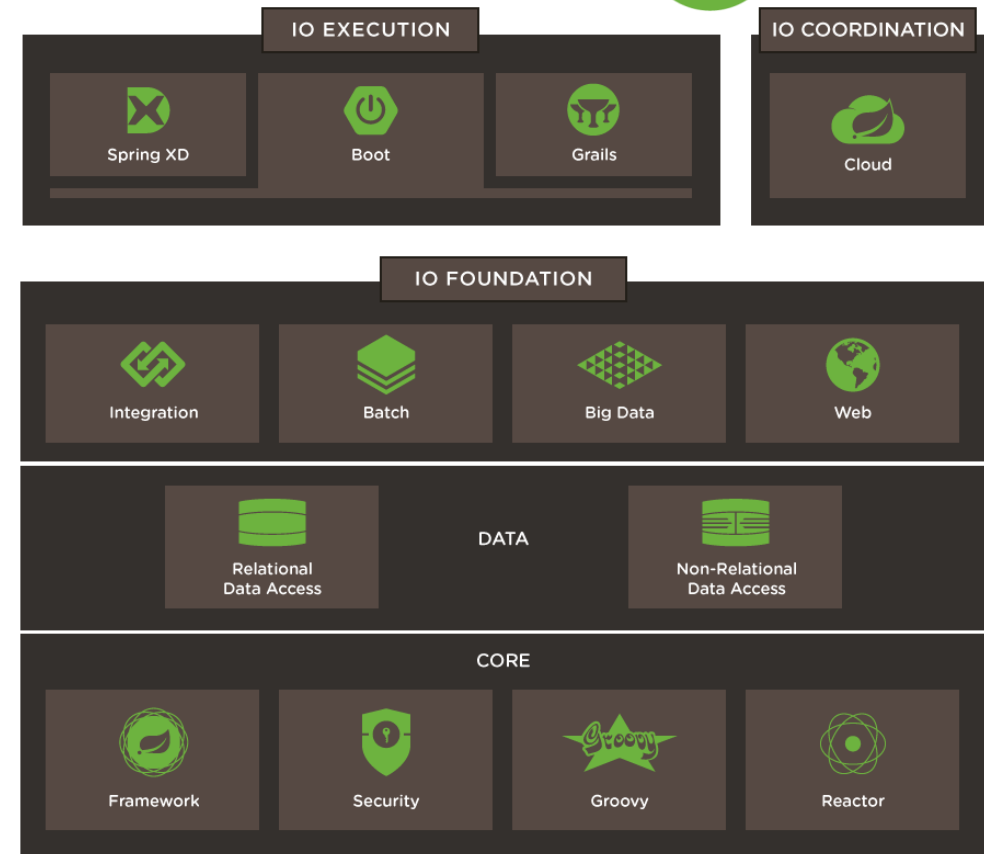 IO EXECUTION
IO COORDINATION
Spring XD
Boot
Grails
Cloud
IO FOUNDATION
Integration
Batch
Big Data
Web
DATA
Relational
Data Access
Non-Relational
Data Access
CORE
Groovy
Framework
Security
Groovy
Reactor